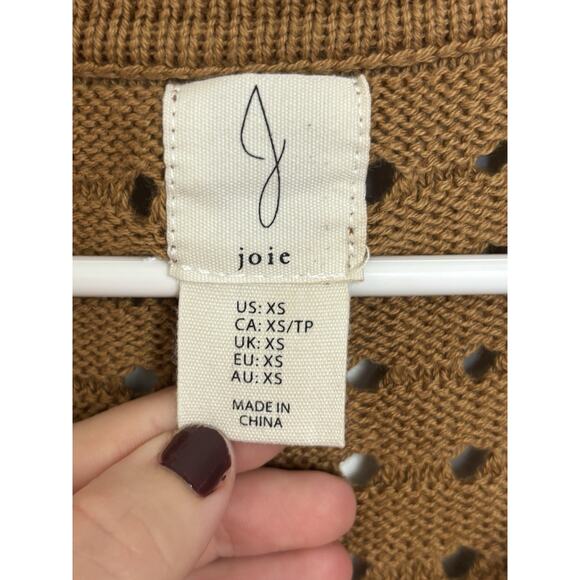 J
joie
US: XS
CA: XS/TP
UK: XS
EU: XS
AU: XS
MADE IN
CHINA